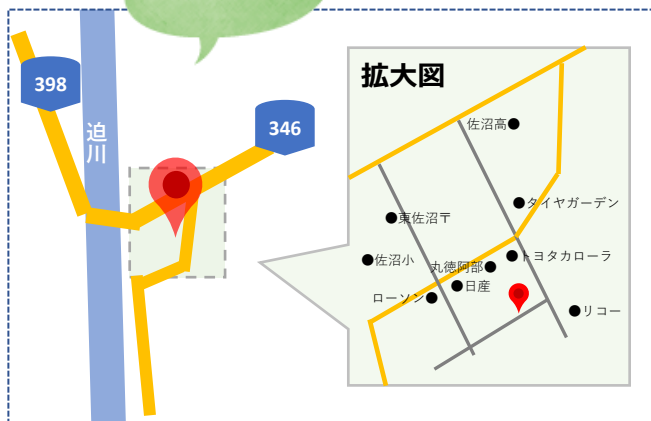 398
迫川
346
拡大図
佐沼高
タイヤガーデン
東佐沼〒
佐沼小
丸徳阿部
トヨタカローラ
日産
ローソン
リコー